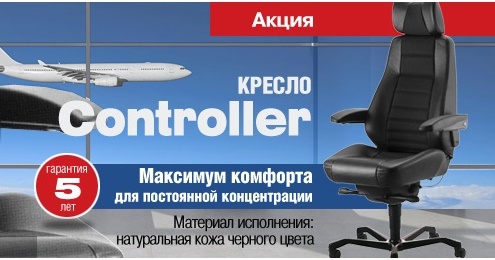 Акция
КРЕСЛО
Controller
гарантия
5
лет
Максимум комфорта
для постоянной концентрации
Материал исполнения:
натуральная кожа черного цвета